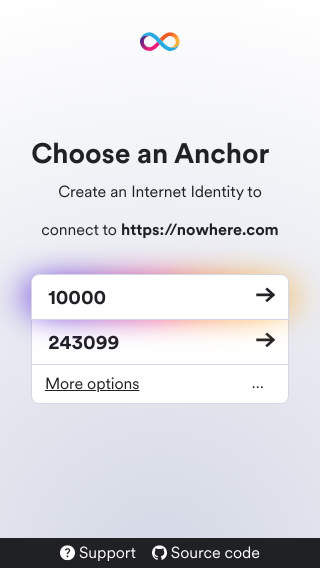 Choose an Anchor
Create an Internet Identity to
connect to https://nowhere.com
10000
243099
More options ...
Support Source code